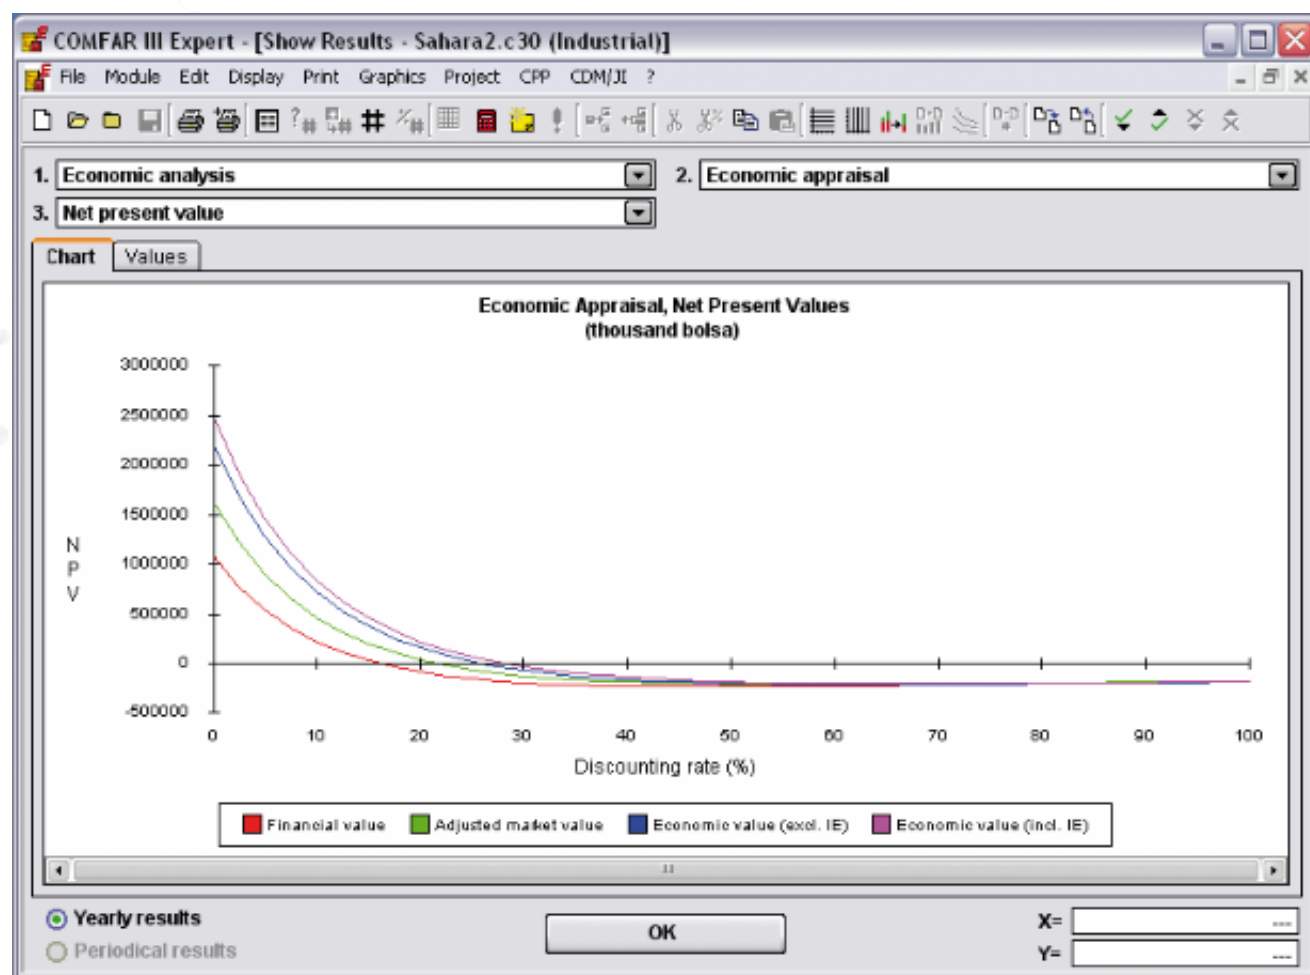 COMFAR III Expert - [Show Results - Sahara2.c30 (Industrial)]
File Module Edit Display Print Graphics Project CPP CDM/JI ?
1. Economic analysis 2. Economic appraisal
3. Net present value
Chart Values
Economic Appraisal, Net Present Values
(thousand bolsa)
3000000
2500000
2000000
1500000
1000000
500000
0
-500000
NPV
0 10 20 30 40 50 60 70 80 90 100
Discounting rate (%)
Financial value Adjusted market value Economic value (excl. IE) Economic value (incl. IE)
Yearly results OK X= ---
Periodical results Y= ---